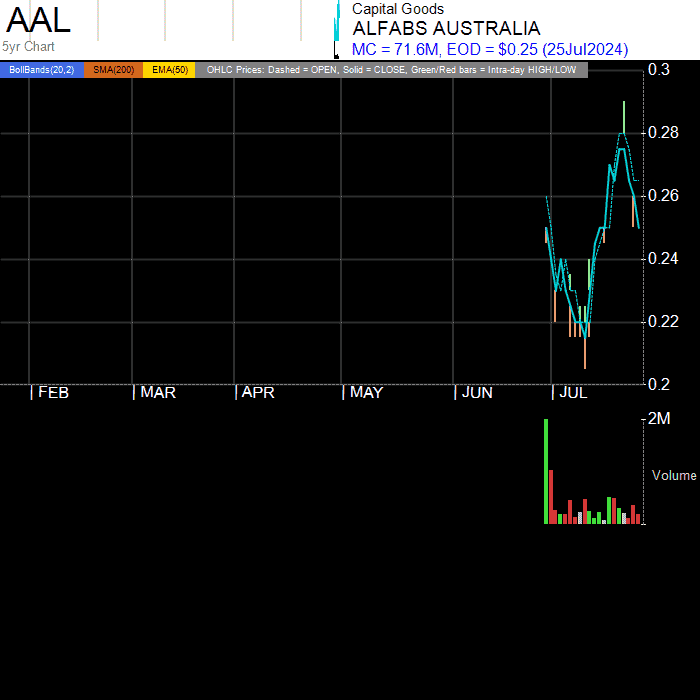 AAL
5yr Chart
Capital Goods
ALFABS AUSTRALIA
MC = 71.6M, EOD = $0.25 (25Jul2024)
BollBands(20,2) SMA(200) EMA(50) OHLC Prices: Dashed = OPEN, Solid = CLOSE, Green/Red bars = Intra-day HIGH/LOW
0.3
0.28
0.26
0.24
0.22
0.2
| FEB | MAR | APR | MAY | JUN | JUL
2M
Volume